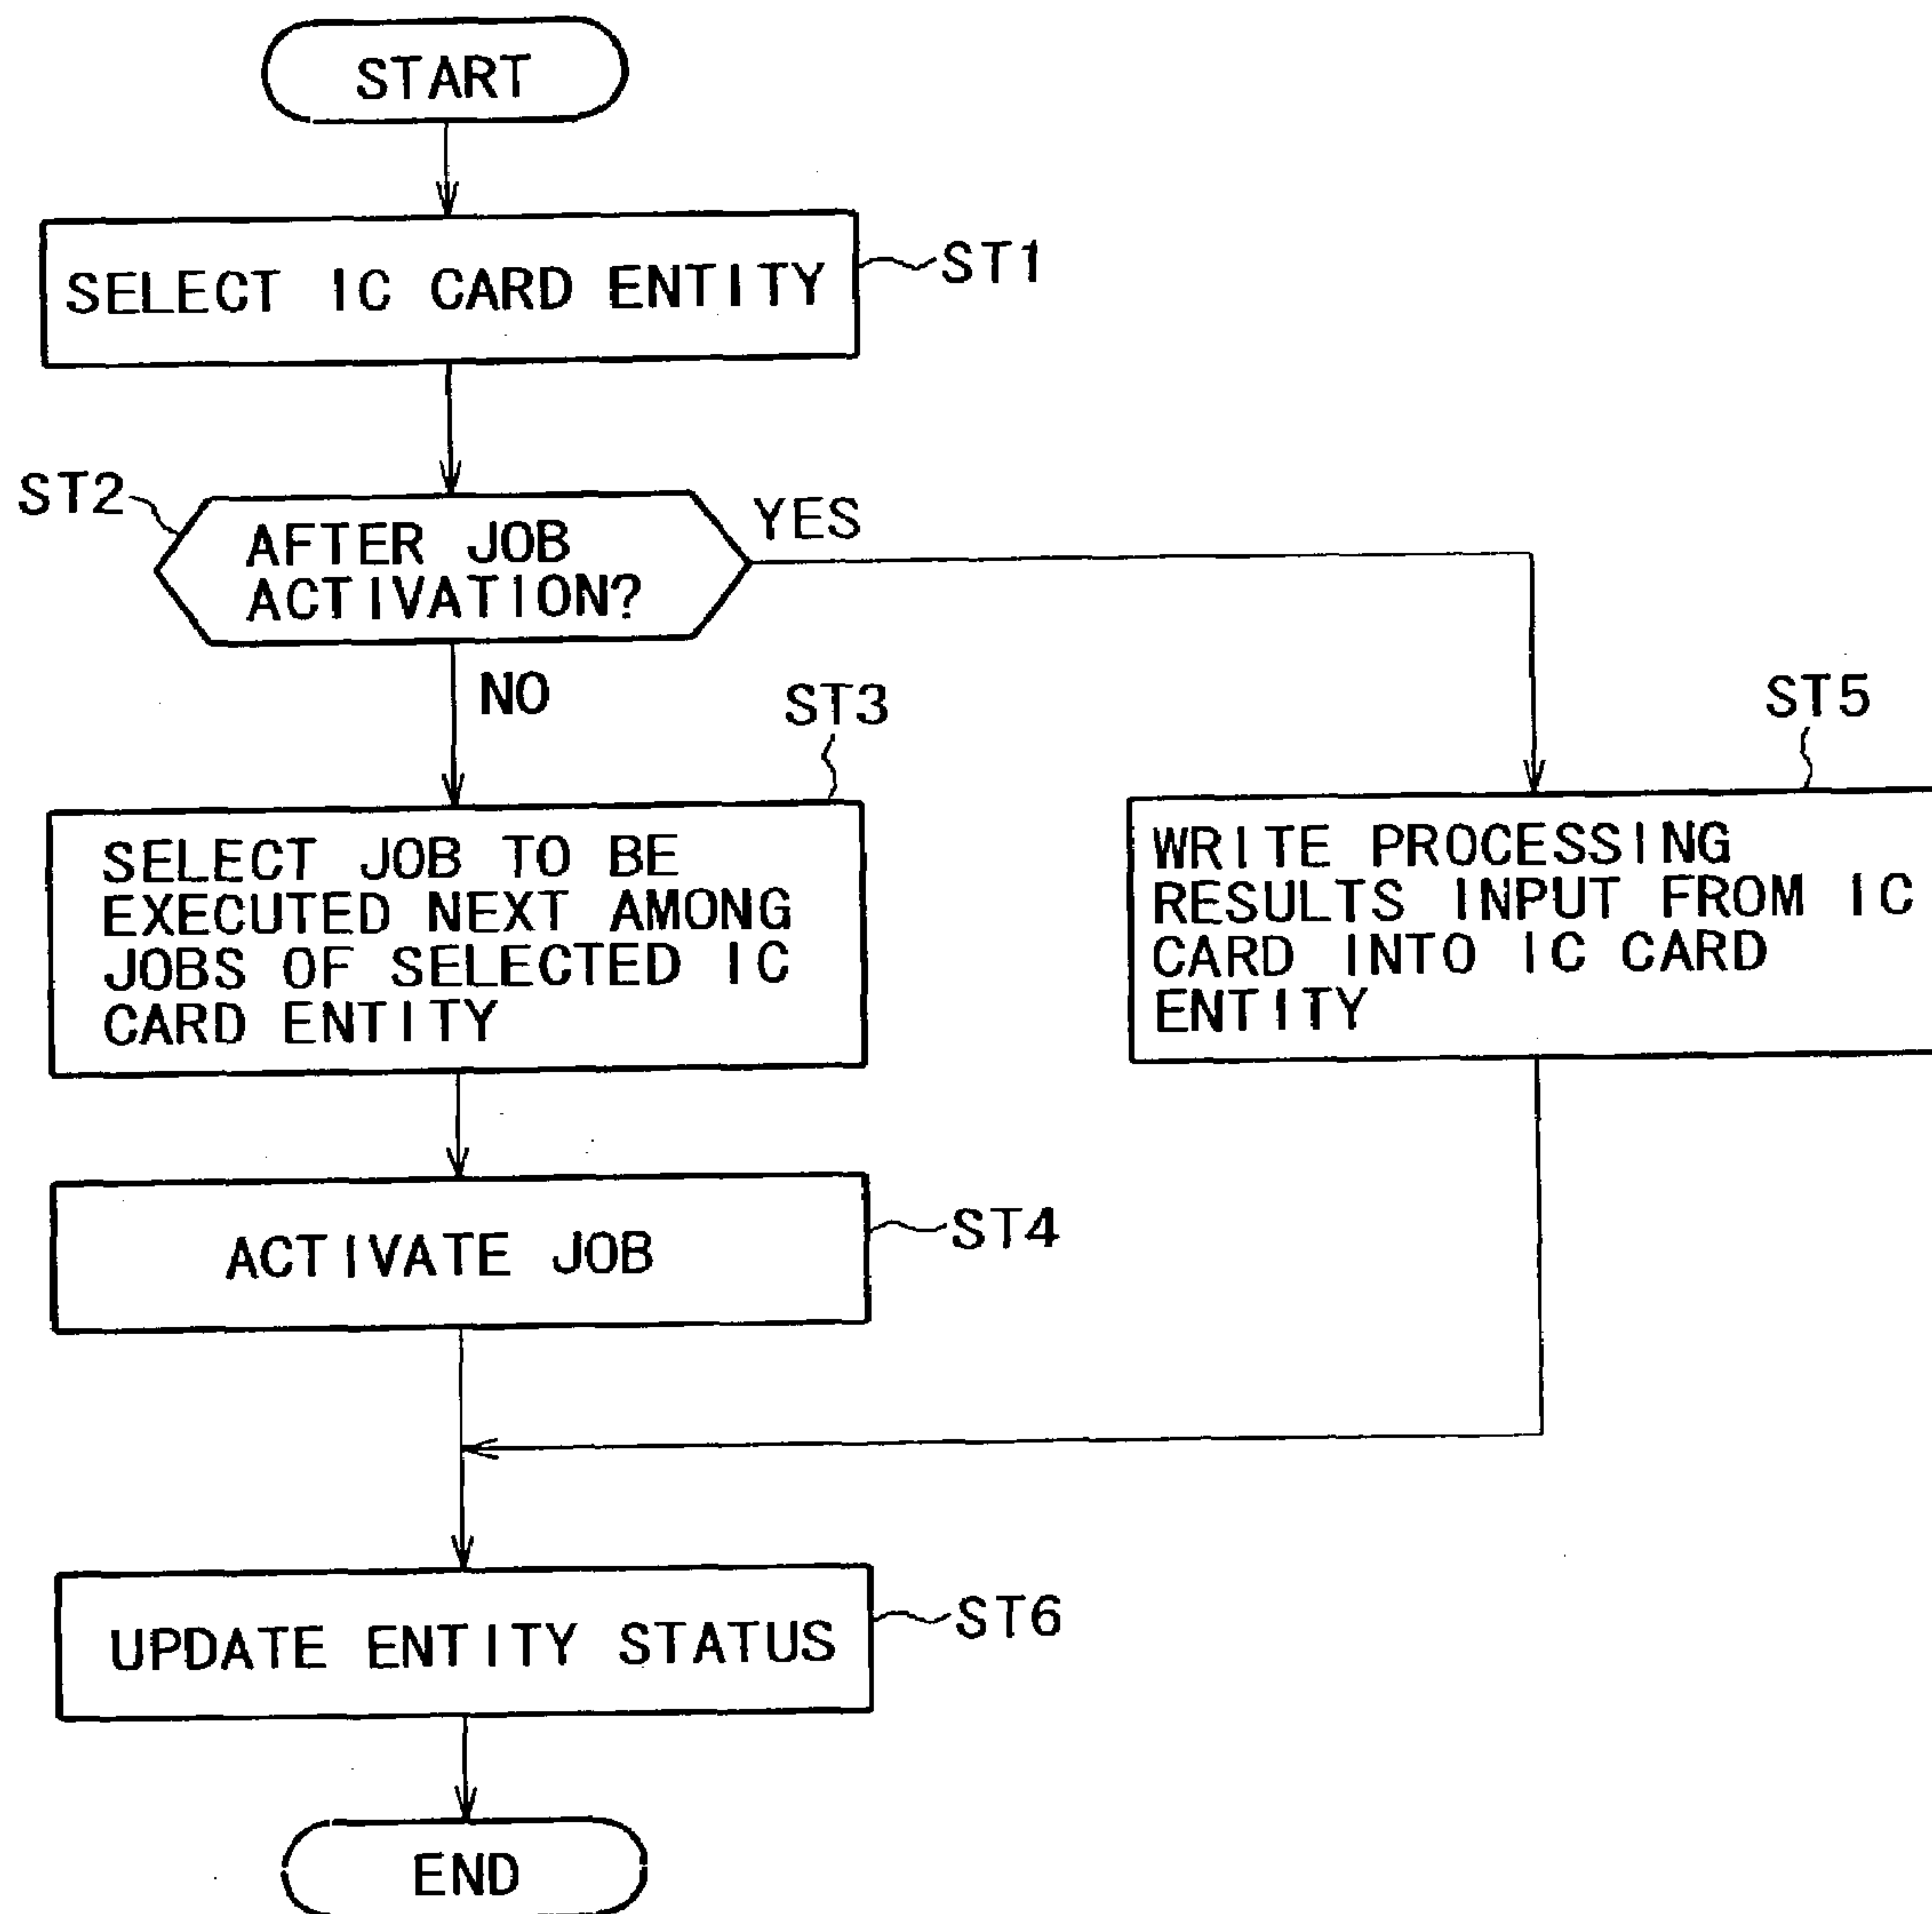 START
SELECT IC CARD ENTITY
ST1
ST2
AFTER JOB
ACTIVATION?
YES
NO
ST3
SELECT JOB TO BE
EXECUTED NEXT AMONG
JOBS OF SELECTED IC
CARD ENTITY
ST5
WRITE PROCESSING
RESULTS INPUT FROM IC
CARD INTO IC CARD
ENTITY
ACTIVATE JOB
ST4
UPDATE ENTITY STATUS
ST6
END